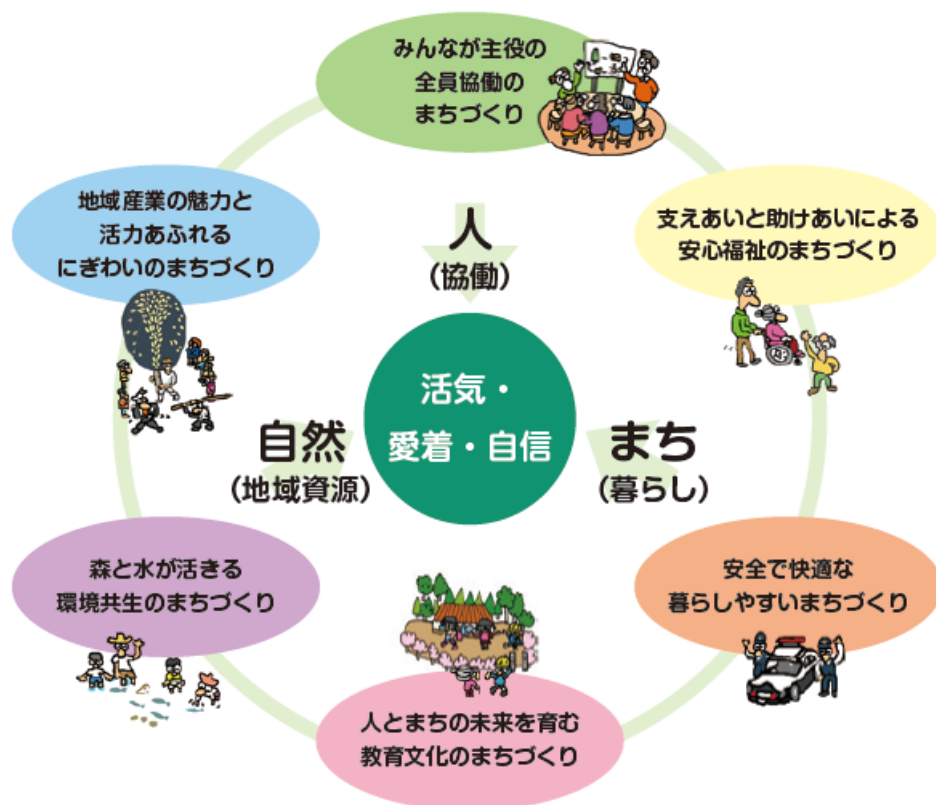 みんなが主役の
全員協働の
まちづくり
地域産業の魅力と
活力あふれる
にぎわいのまちづくり
支えあいと助けあいによる
安心福祉のまちづくり
人
（協働）
活気・
愛着・自信
自然
（地域資源）
まち
（暮らし）
森と水が活きる
環境共生のまちづくり
安全で快適な
暮らしやすいまちづくり
人とまちの未来を育む
教育文化のまちづくり